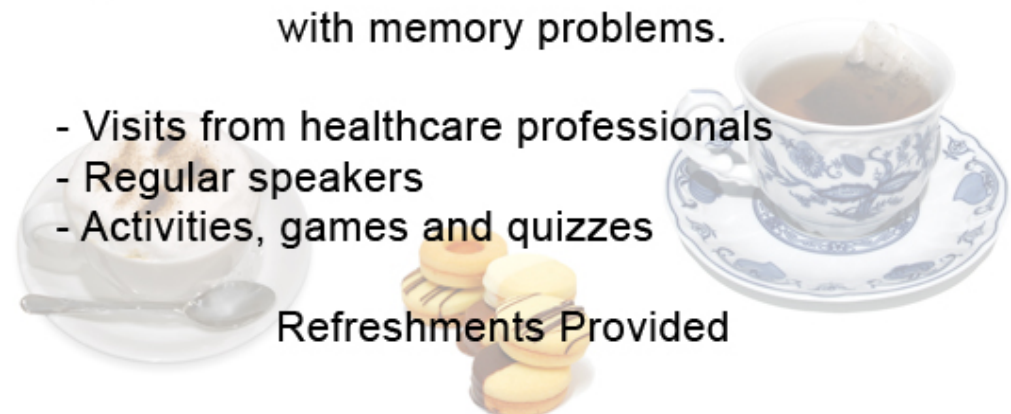 with memory problems.
- Visits from healthcare professionals
- Regular speakers
- Activities, games and quizzes
Refreshments Provided